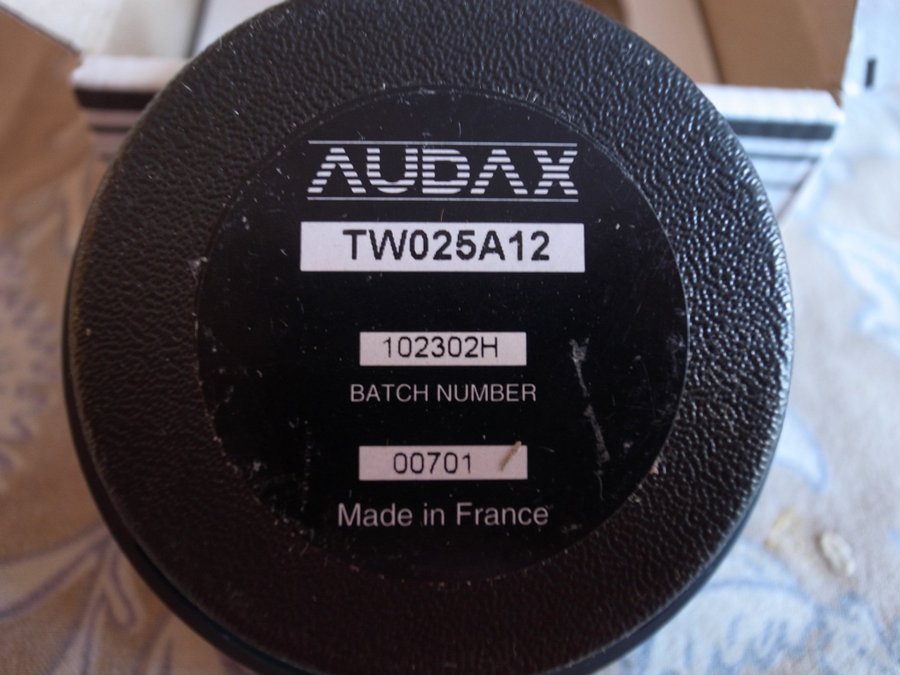 AUDAX
TW025A12
102302H
BATCH NUMBER
00701
Made in France